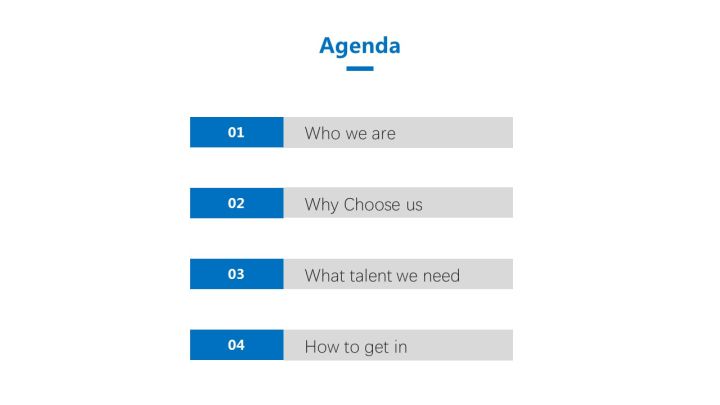 Agenda
01 Who we are
02 Why Choose us
03 What talent we need
04 How to get in